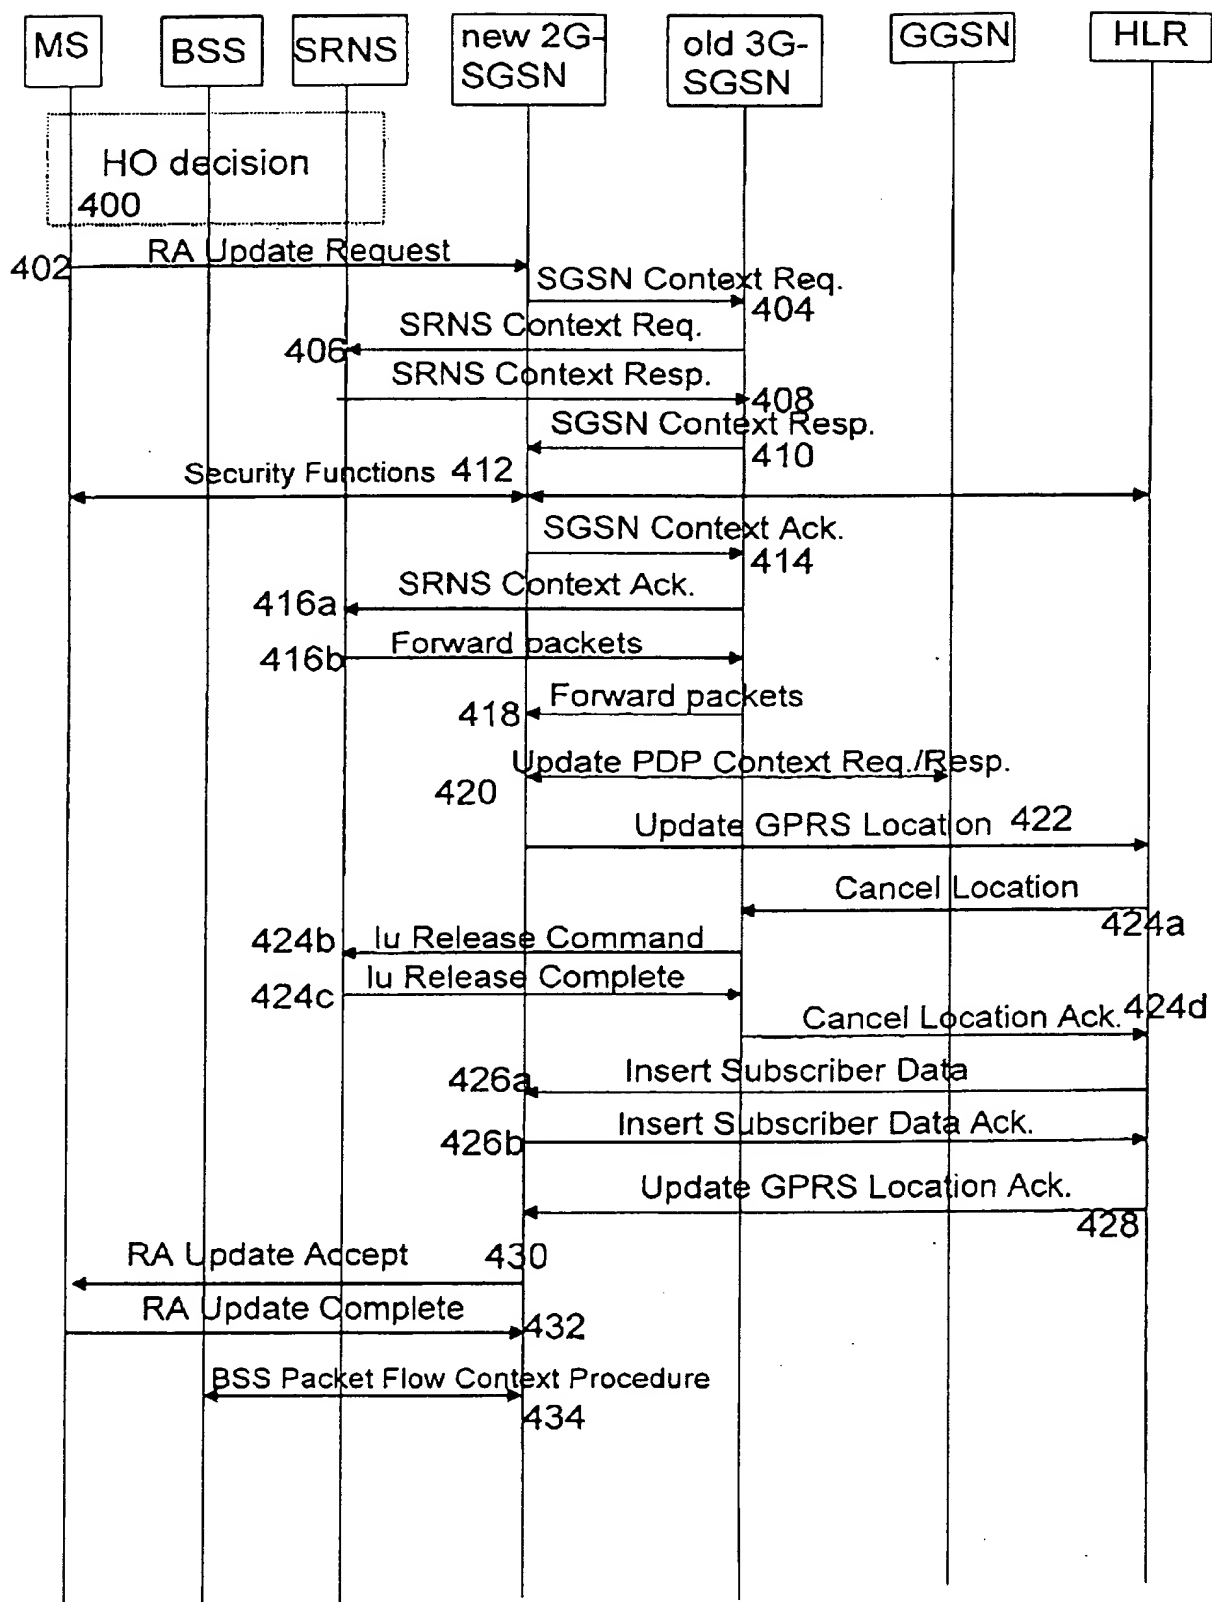 MS
BSS
SRNS
new 2G-
SGSN
old 3G-
SGSN
GGSN
HLR
HO decision
400
RA Update Request
402
SGSN Context Req.
404
SRNS Context Req.
406
SRNS Context Resp.
408
SGSN Context Resp.
410
Security Functions 412
SGSN Context Ack.
414
SRNS Context Ack.
416a
Forward packets
416b
Forward packets
418
Update PDP Context Req./Resp.
420
Update GPRS Location 422
Cancel Location
424a
424b Iu Release Command
Iu Release Complete
424c
Cancel Location Ack. 424d
Insert Subscriber Data
426a
Insert Subscriber Data Ack.
426b
Update GPRS Location Ack.
428
RA Update Accept 430
RA Update Complete
432
BSS Packet Flow Context Procedure
434